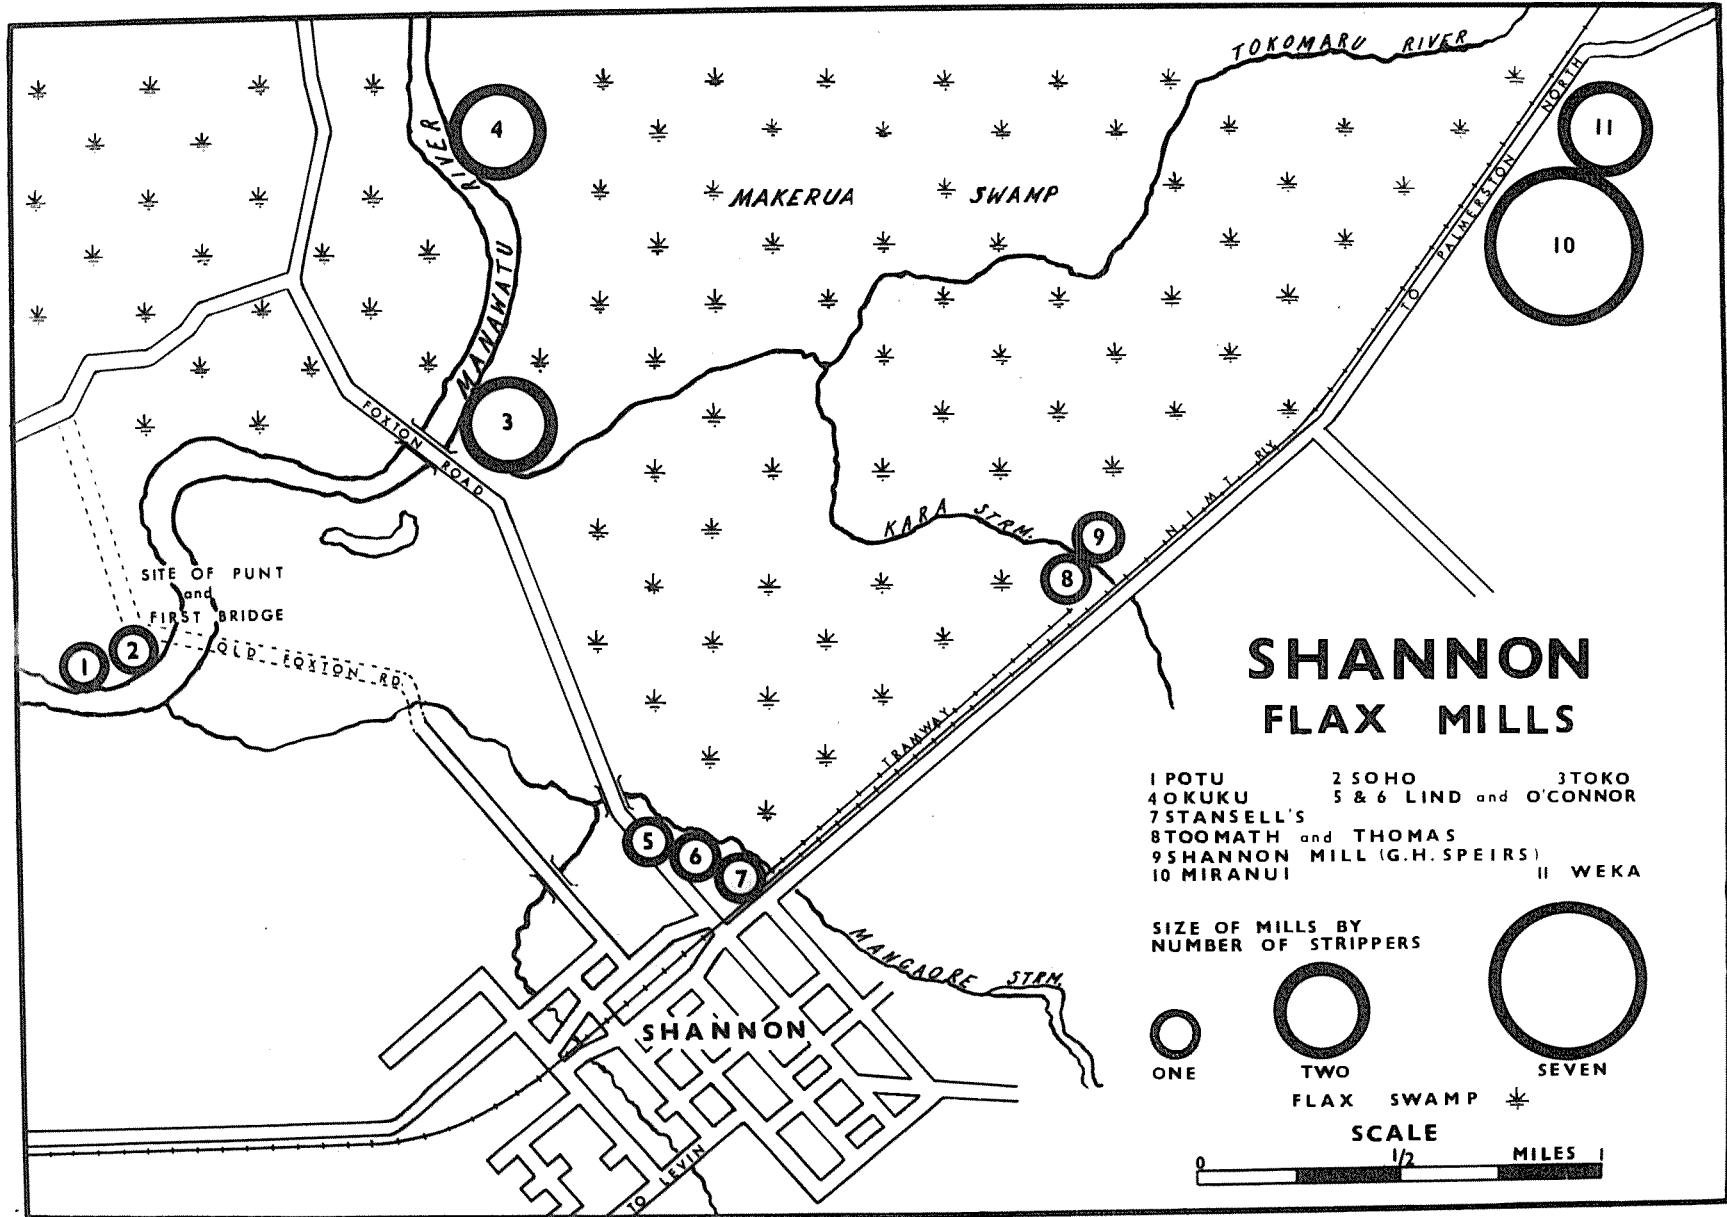 TOKOMARU RIVER
RIVER
MANAWATU
MAKERUA SWAMP
4
11
10
TO PALMERSTON NORTH
3
FOXTON ROAD
KARA STRM.
N.I.M.T. RLY.
9
8
SITE OF PUNT
and
FIRST BRIDGE
1
2
OLD FOXTON RD
TRAMWAY
5
6
7
MANGAORE STRM.
SHANNON
TO LEVIN
SHANNON
FLAX MILLS
1 POTU 2 SOHO 3 TOKO
4 OKUKU 5 & 6 LIND and O'CONNOR
7 STANSELL'S
8 TOOMATH and THOMAS
9 SHANNON MILL (G.H. SPEIRS)
10 MIRANUI 11 WEKA
SIZE OF MILLS BY
NUMBER OF STRIPPERS
ONE TWO SEVEN
FLAX SWAMP
SCALE
0 1/2 MILES 1